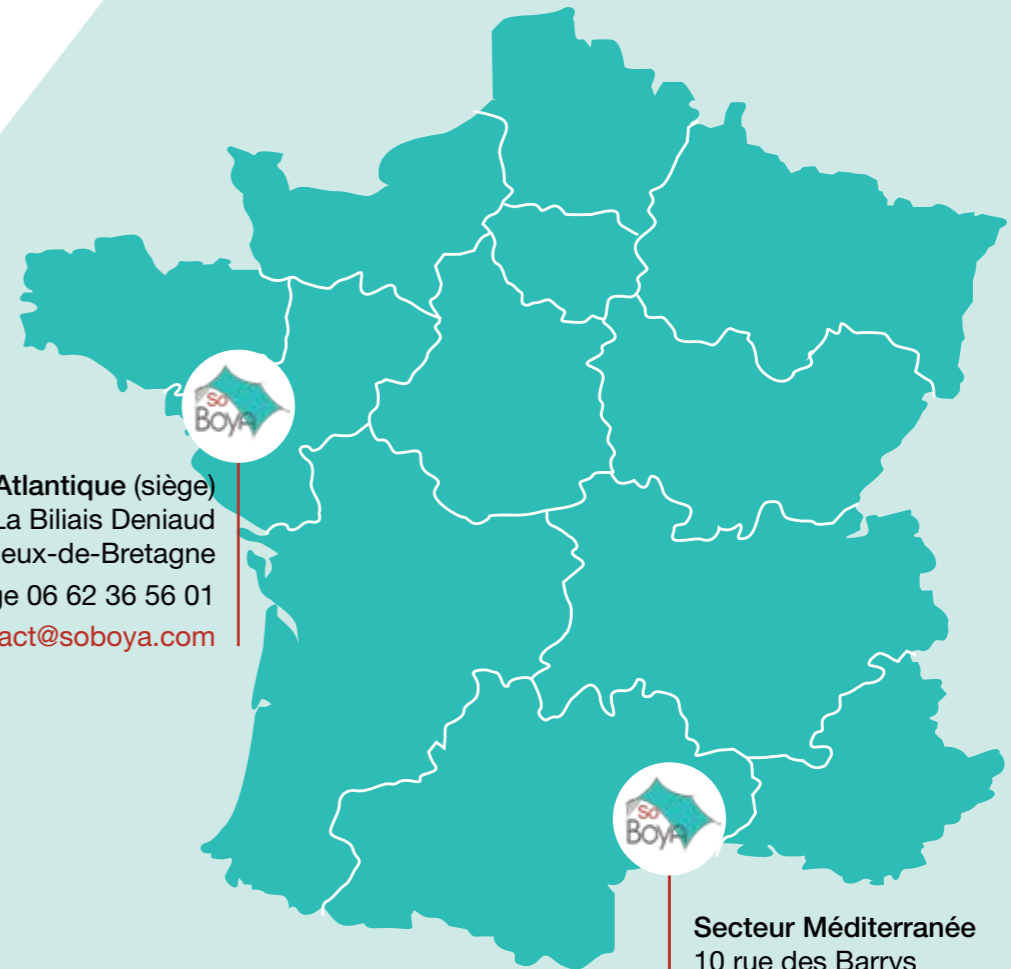 so
BoyA
Atlantique (siège)
La Biliais Deniaud
eux-de-Bretagne
ge 06 62 36 56 01
act@soboya.com
so
BoyA
Secteur Méditerranée
10 rue des Barrys